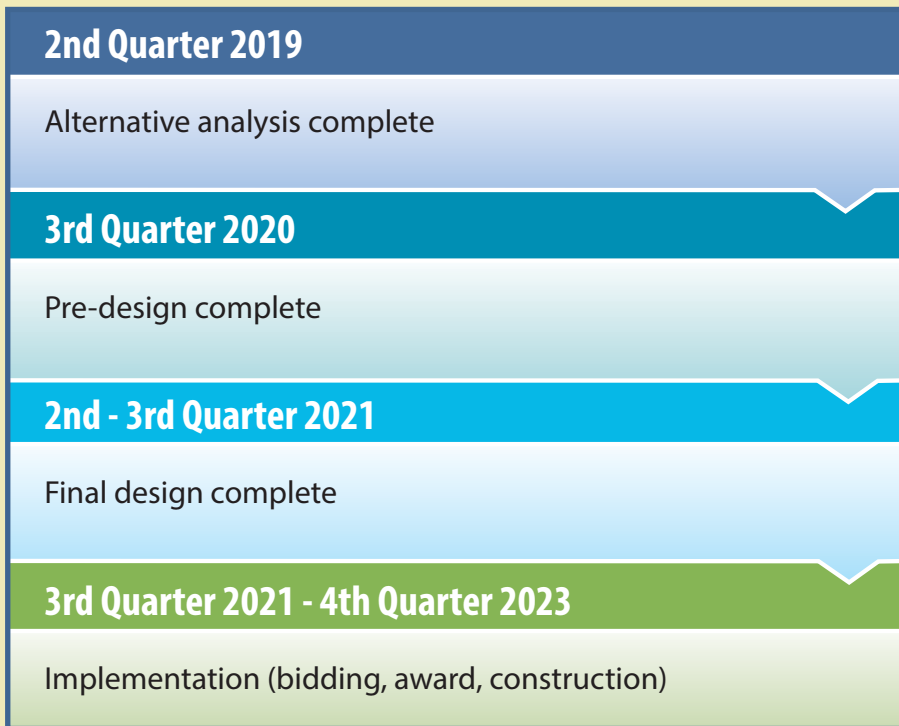 2nd Quarter 2019
Alternative analysis complete
3rd Quarter 2020
Pre-design complete
2nd - 3rd Quarter 2021
Final design complete
3rd Quarter 2021 - 4th Quarter 2023
Implementation (bidding, award, construction)